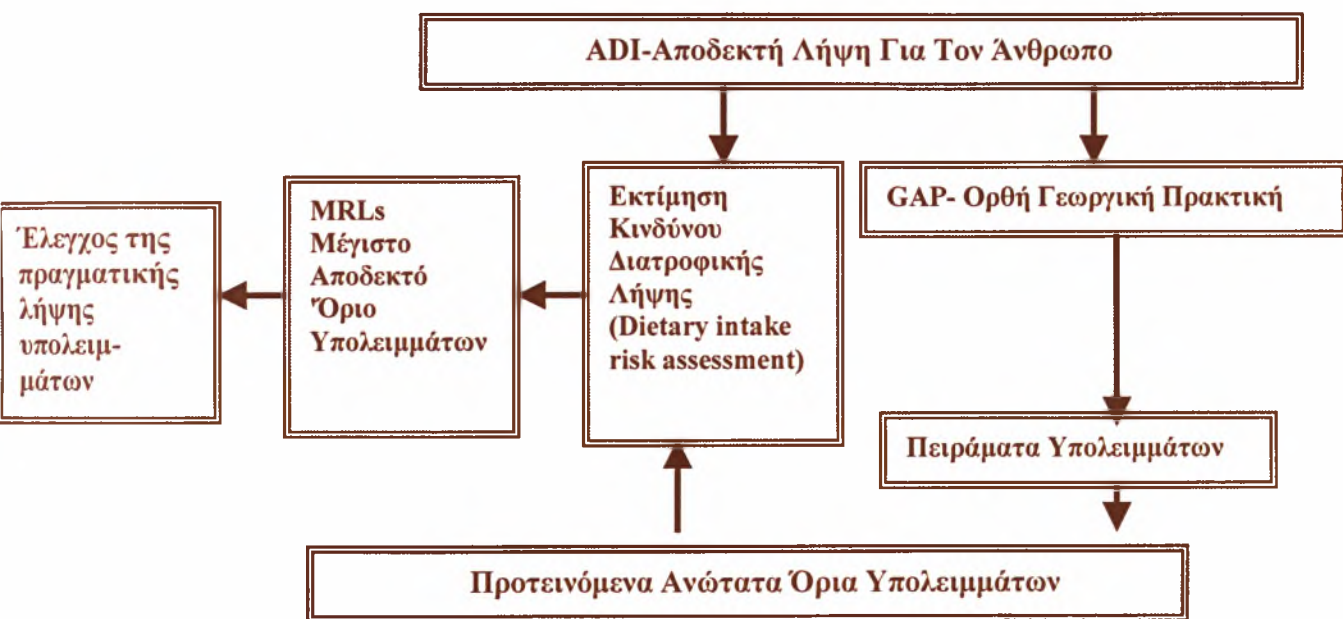 ADI-Αποδεκτή Λήψη Για Τον Άνθρωπο
GAP- Ορθή Γεωργική Πρακτική
Εκτίμηση
Κινδύνου
Διατροφικής
Λήψης
(Dietary intake
risk assessment)
MRLs
Μέγιστο
Αποδεκτό
Όριο
Υπολειμμάτων
Έλεγχος της
πραγματικής
λήψης
υπολειμ-
μάτων
Πειράματα Υπολειμμάτων
Προτεινόμενα Ανώτατα Όρια Υπολειμμάτων